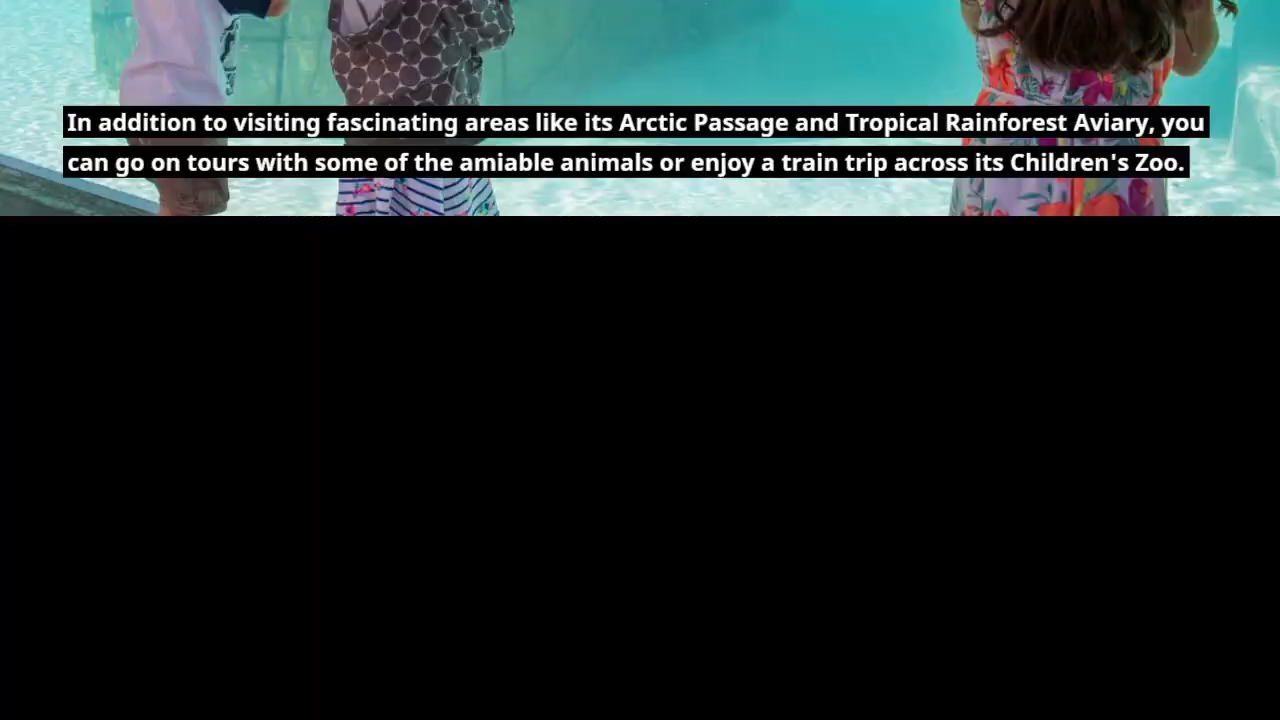 In addition to visiting fascinating areas like its Arctic Passage and Tropical Rainforest Aviary, you
can go on tours with some of the amiable animals or enjoy a train trip across its Children's Zoo.